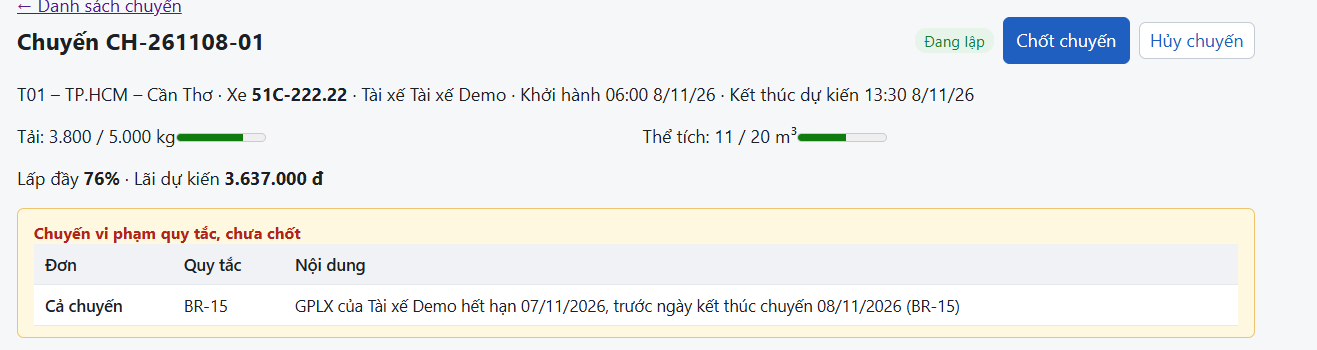 ← Danh sách chuyến
Chuyến CH-261108-01
Đang lập
Chốt chuyến
Hủy chuyến
T01 – TP.HCM – Cần Thơ · Xe 51C-222.22 · Tài xế Tài xế Demo · Khởi hành 06:00 8/11/26 · Kết thúc dự kiến 13:30 8/11/26
Tải: 3.800 / 5.000 kg
Thể tích: 11 / 20 m³
Lấp đầy 76% · Lãi dự kiến 3.637.000 đ
Chuyến vi phạm quy tắc, chưa chốt
Đơn Quy tắc Nội dung
Cả chuyến BR-15 GPLX của Tài xế Demo hết hạn 07/11/2026, trước ngày kết thúc chuyến 08/11/2026 (BR-15)